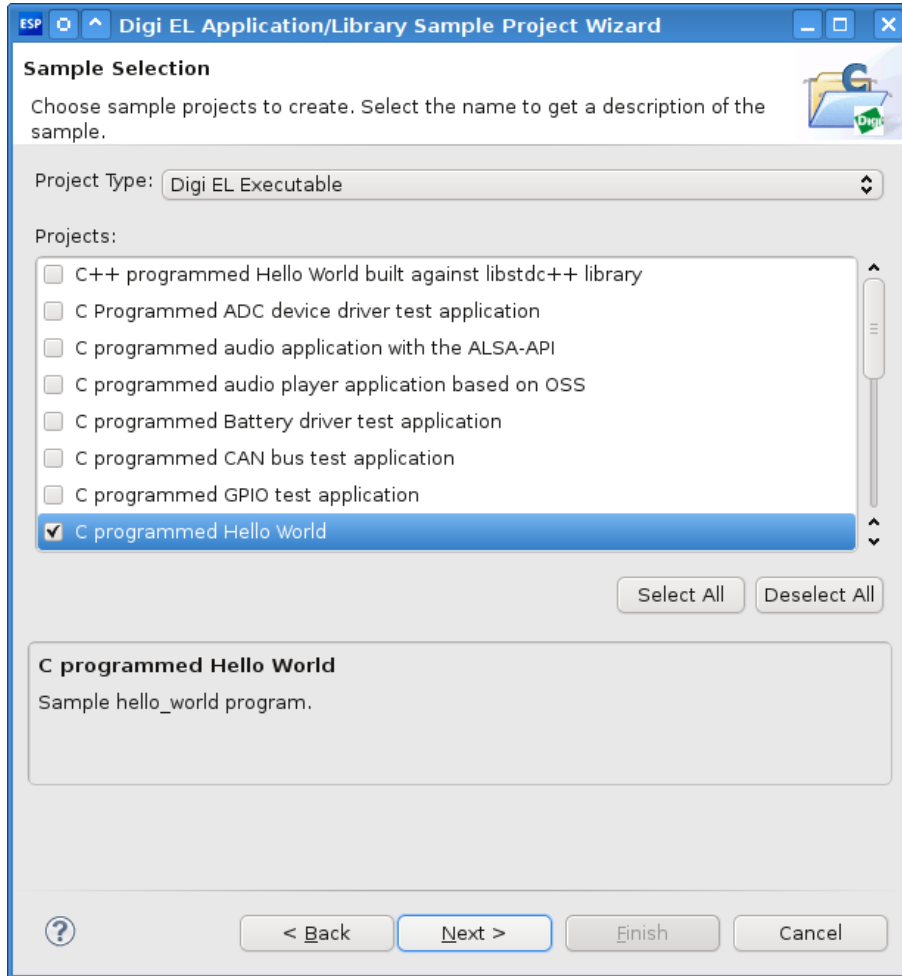 ESP Digi EL Application/Library Sample Project Wizard
Sample Selection
Choose sample projects to create. Select the name to get a description of the
sample.
C
Digi
Project Type: Digi EL Executable
Projects:
C++ programmed Hello World built against libstdc++ library
C Programmed ADC device driver test application
C programmed audio application with the ALSA-API
C programmed audio player application based on OSS
C programmed Battery driver test application
C programmed CAN bus test application
C programmed GPIO test application
C programmed Hello World
Select All Deselect All
C programmed Hello World
Sample hello_world program.
? < Back Next > Finish Cancel